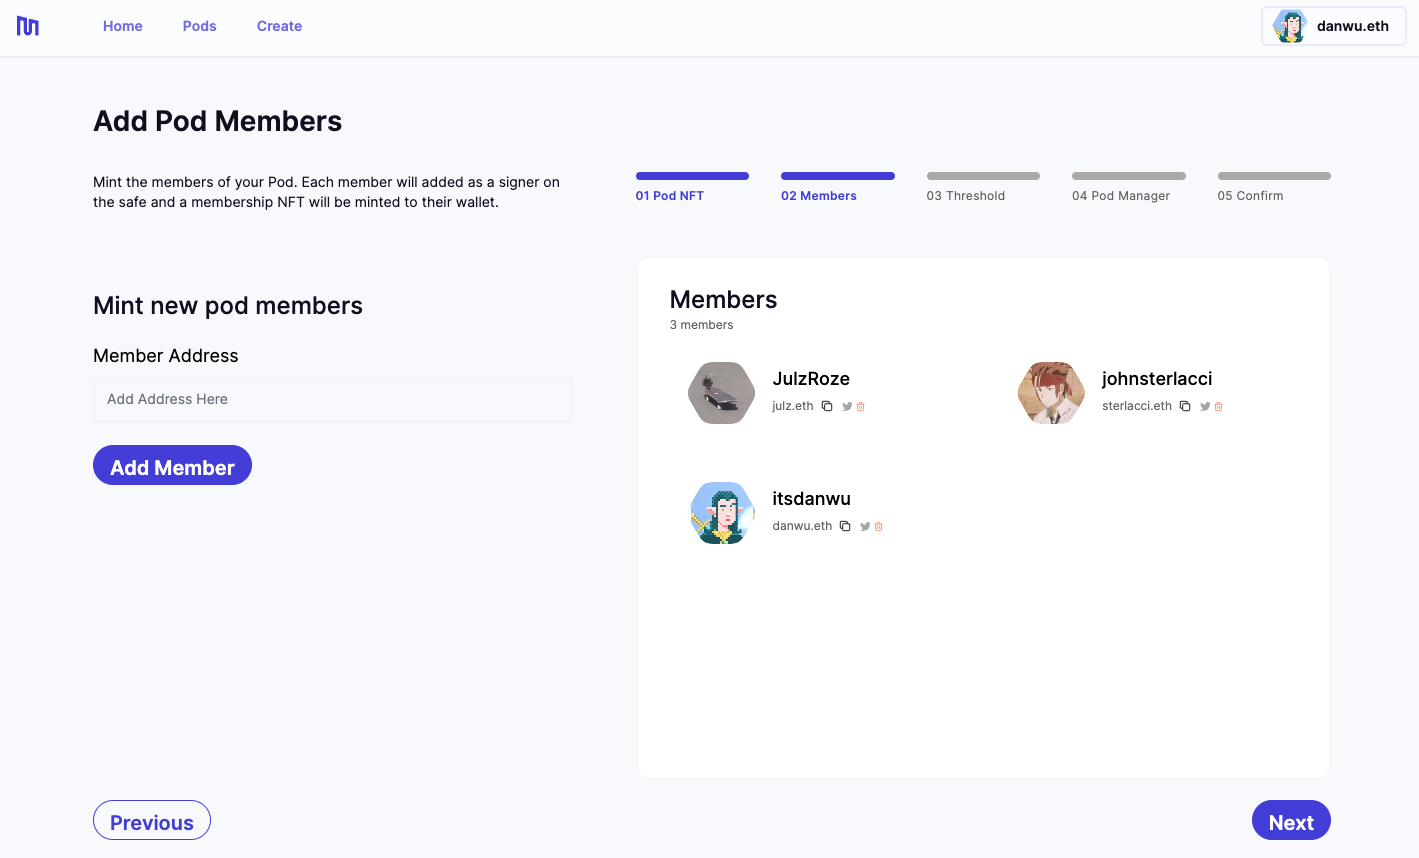 Home
Pods
Create
danwu.eth
Add Pod Members
Mint the members of your Pod. Each member will added as a signer on
the safe and a membership NFT will be minted to their wallet.
01 Pod NFT
02 Members
03 Threshold
04 Pod Manager
05 Confirm
Mint new pod members
Member Address
Add Address Here
Add Member
Members
3 members
JulzRoze
julz.eth
johnsterlacci
sterlacci.eth
itsdanwu
danwu.eth
Previous
Next